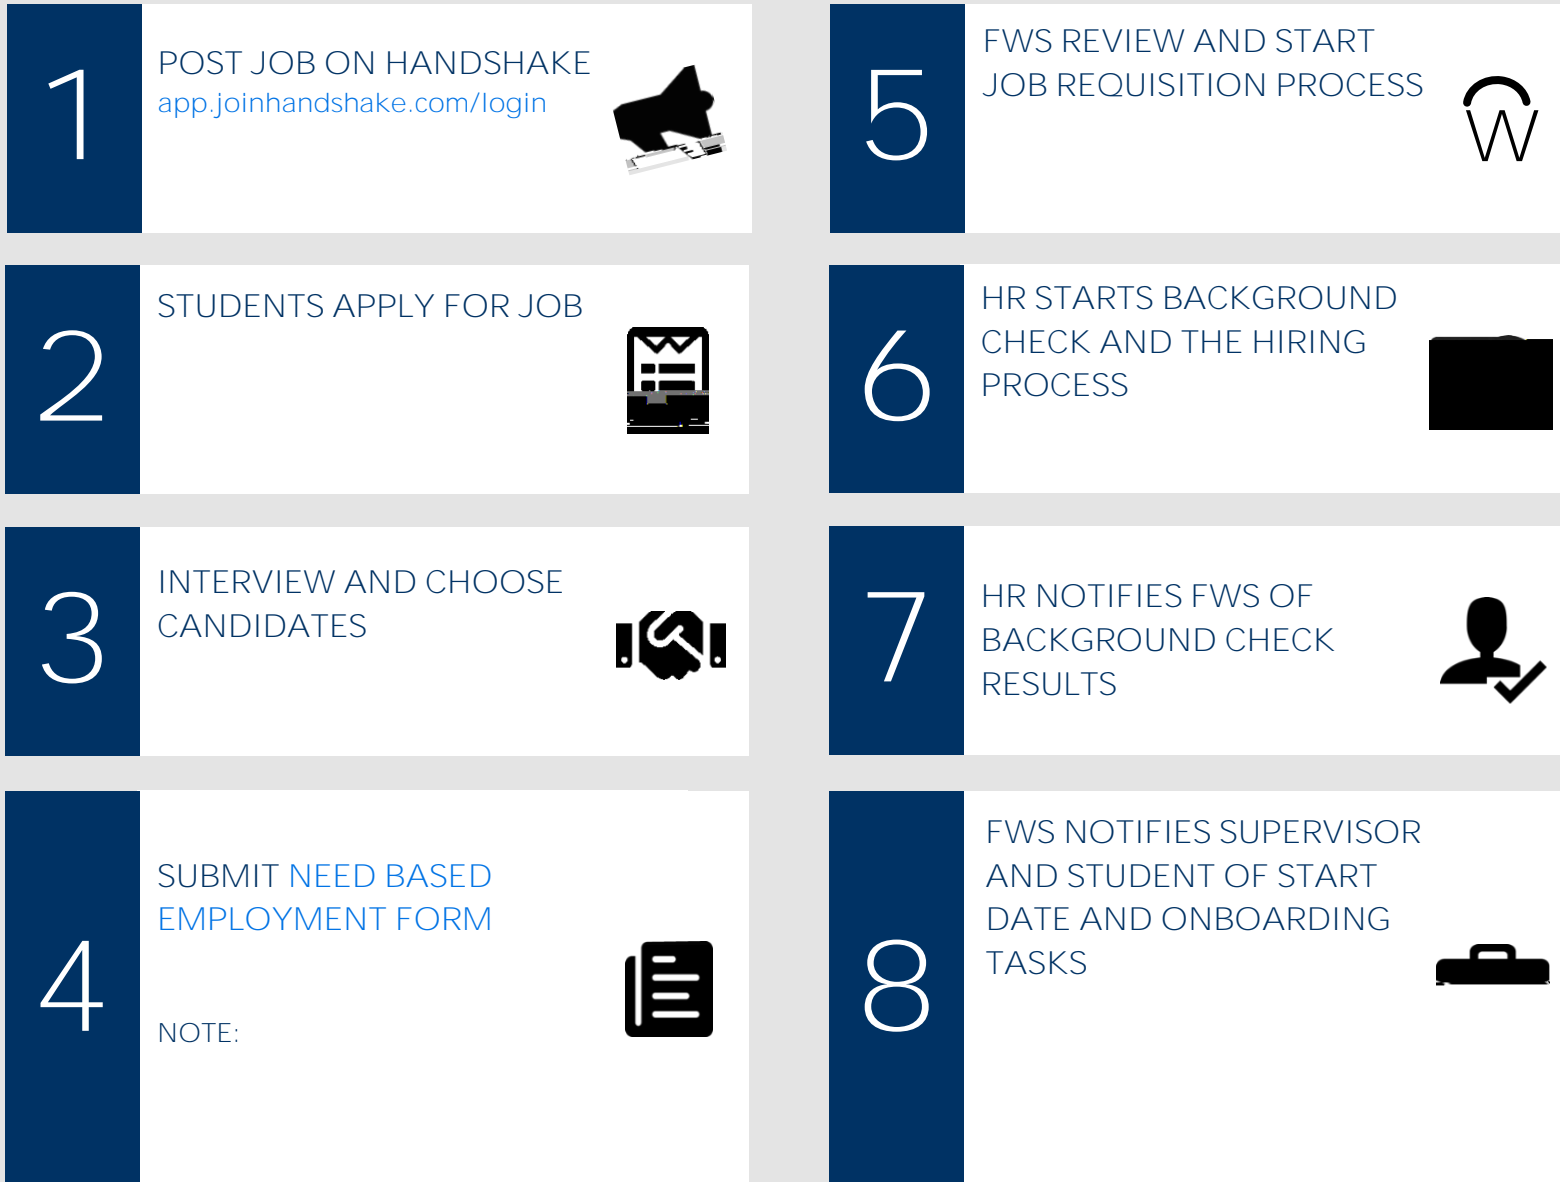 1
POST JOB ON HANDSHAKE
app.joinhandshake.com/login
2
STUDENTS APPLY FOR JOB
3
INTERVIEW AND CHOOSE
CANDIDATES
4
SUBMIT NEED BASED
EMPLOYMENT FORM
NOTE:
5
FWS REVIEW AND START
JOB REQUISITION PROCESS
W
6
HR STARTS BACKGROUND
CHECK AND THE HIRING
PROCESS
7
HR NOTIFIES FWS OF
BACKGROUND CHECK
RESULTS
8
FWS NOTIFIES SUPERVISOR
AND STUDENT OF START
DATE AND ONBOARDING
TASKS